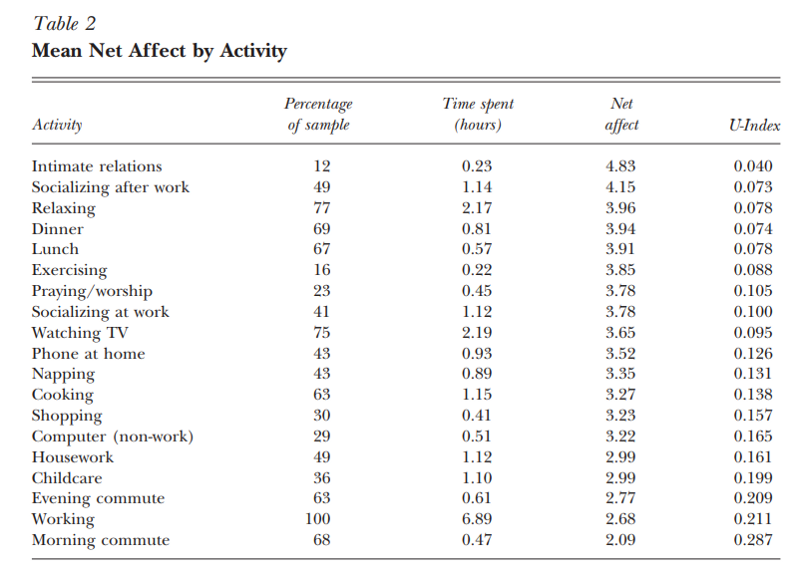 Table 2
Mean Net Affect by Activity
Percentage Time spent Net
Activity of sample (hours) affect U-Index
Intimate relations 12 0.23 4.83 0.040
Socializing after work 49 1.14 4.15 0.073
Relaxing 77 2.17 3.96 0.078
Dinner 69 0.81 3.94 0.074
Lunch 67 0.57 3.91 0.078
Exercising 16 0.22 3.85 0.088
Praying/worship 23 0.45 3.78 0.105
Socializing at work 41 1.12 3.78 0.100
Watching TV 75 2.19 3.65 0.095
Phone at home 43 0.93 3.52 0.126
Napping 43 0.89 3.35 0.131
Cooking 63 1.15 3.27 0.138
Shopping 30 0.41 3.23 0.157
Computer (non-work) 29 0.51 3.22 0.165
Housework 49 1.12 2.99 0.161
Childcare 36 1.10 2.99 0.199
Evening commute 63 0.61 2.77 0.209
Working 100 6.89 2.68 0.211
Morning commute 68 0.47 2.09 0.287